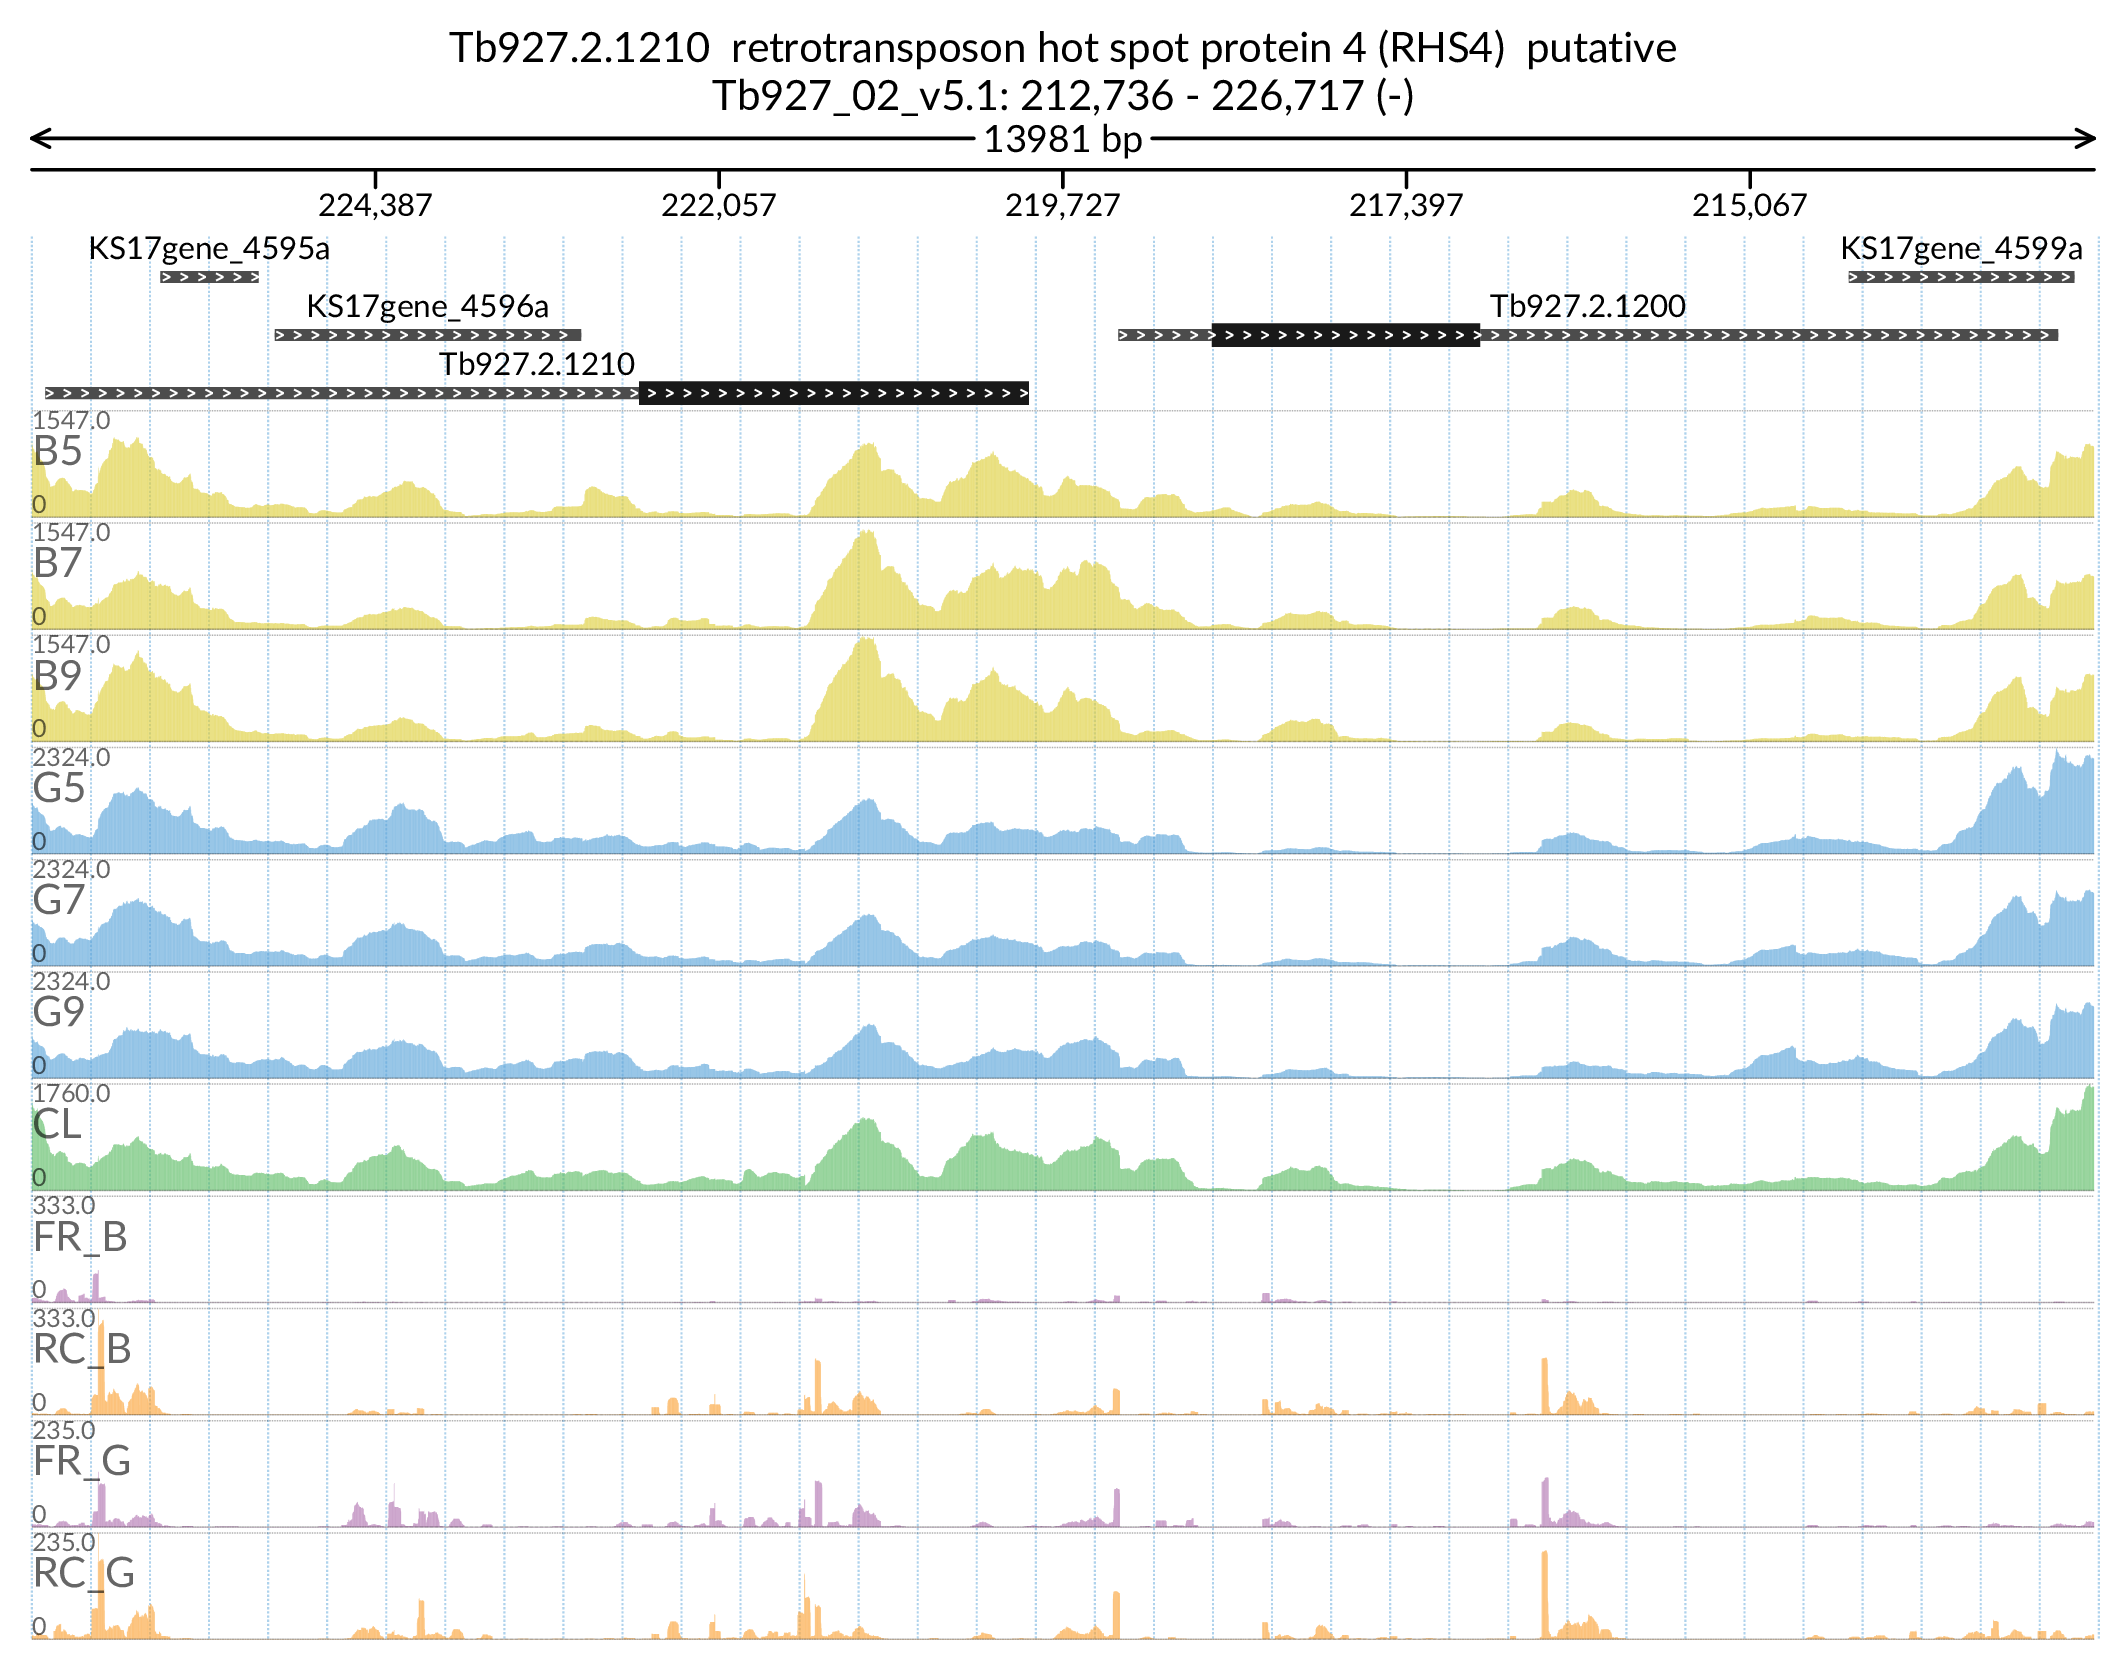 Tb927.2.1210 retrotransposon hot spot protein 4 (RHS4) putative
Tb927_02_v5.1: 212,736 - 226,717 (-)
13981 bp
224,387 222,057 219,727 217,397 215,067
KS17gene_4595a KS17gene_4599a
KS17gene_4596a Tb927.2.1200
Tb927.2.1210
1547.0
B5
0
1547.0
B7
0
1547.0
B9
0
2324.0
G5
0
2324.0
G7
0
2324.0
G9
0
1760.0
CL
0
333.0
FR_B
0
333.0
RC_B
0
235.0
FR_G
0
235.0
RC_G
0